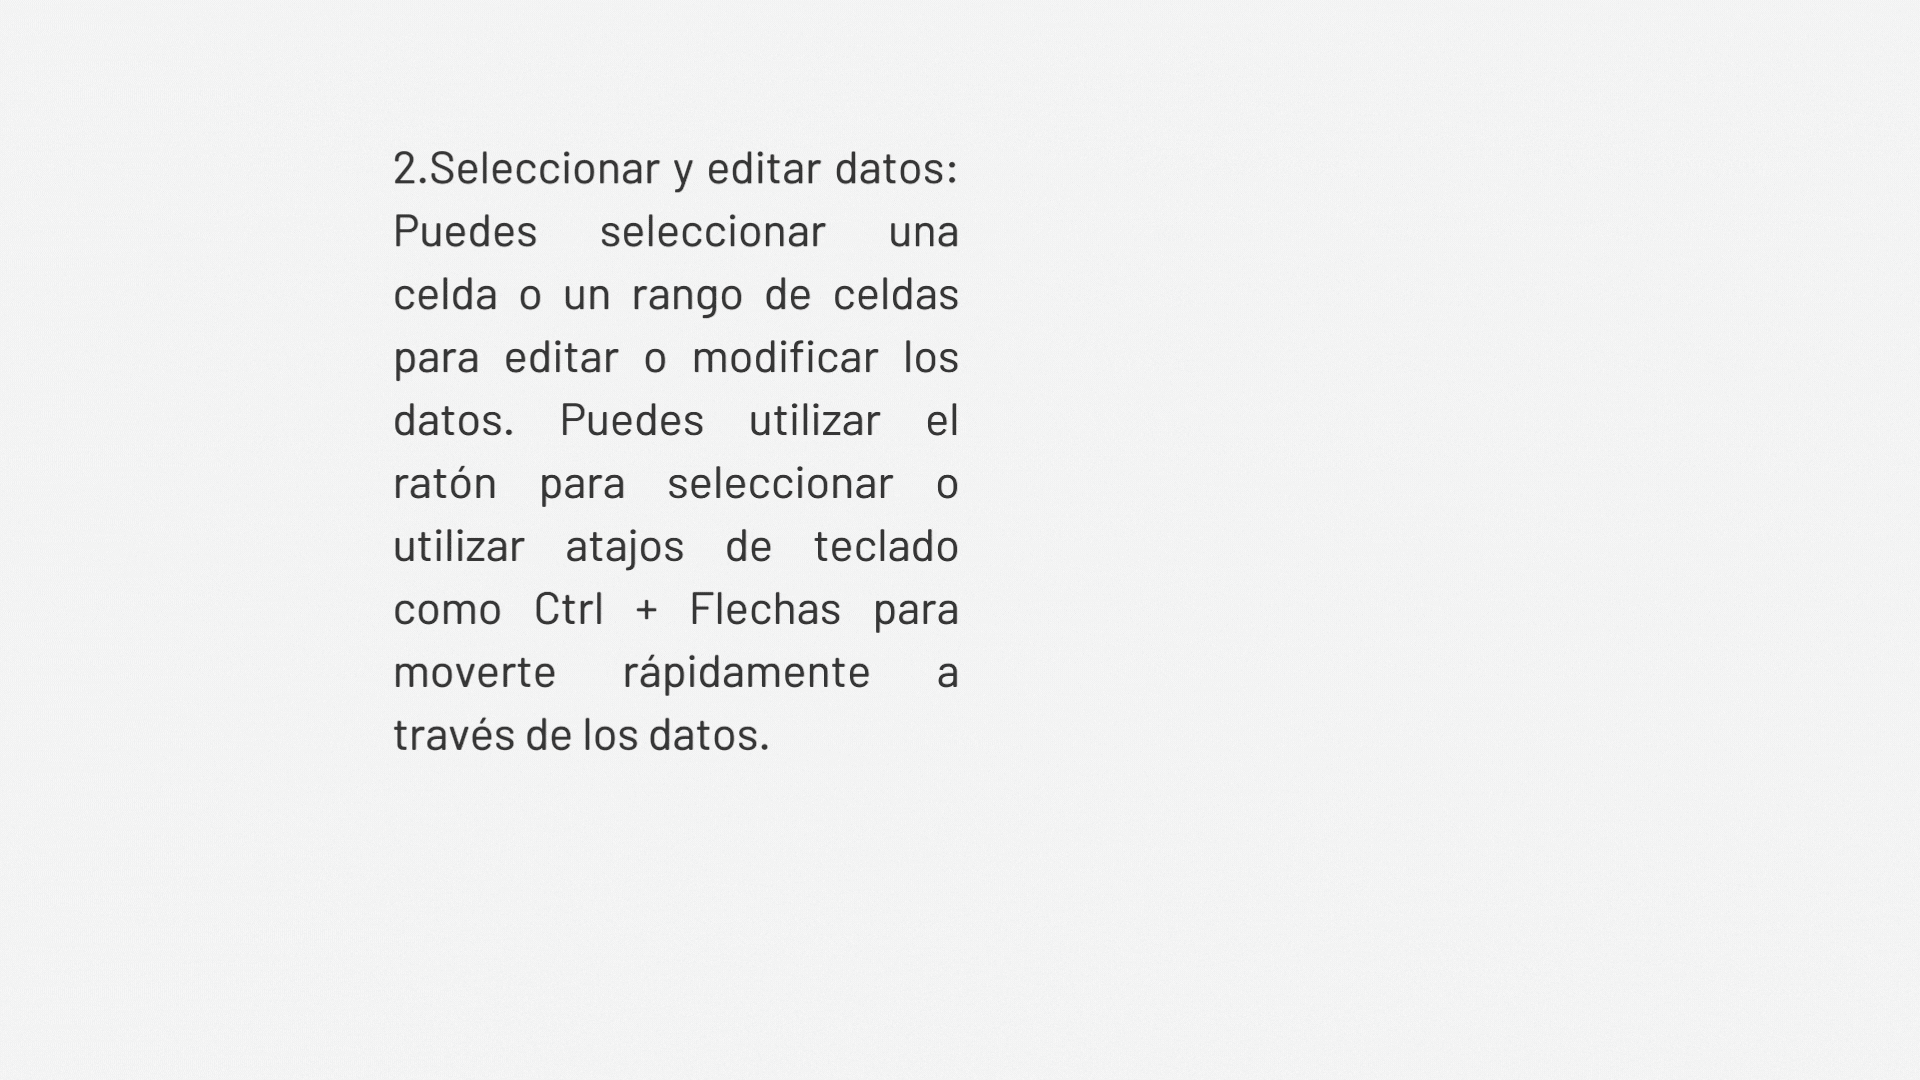 2.Seleccionar y editar datos:
Puedes seleccionar una
celda o un rango de celdas
para editar o modificar los
datos. Puedes utilizar el
ratón para seleccionar o
utilizar atajos de teclado
como Ctrl + Flechas para
moverte rápidamente a
través de los datos.